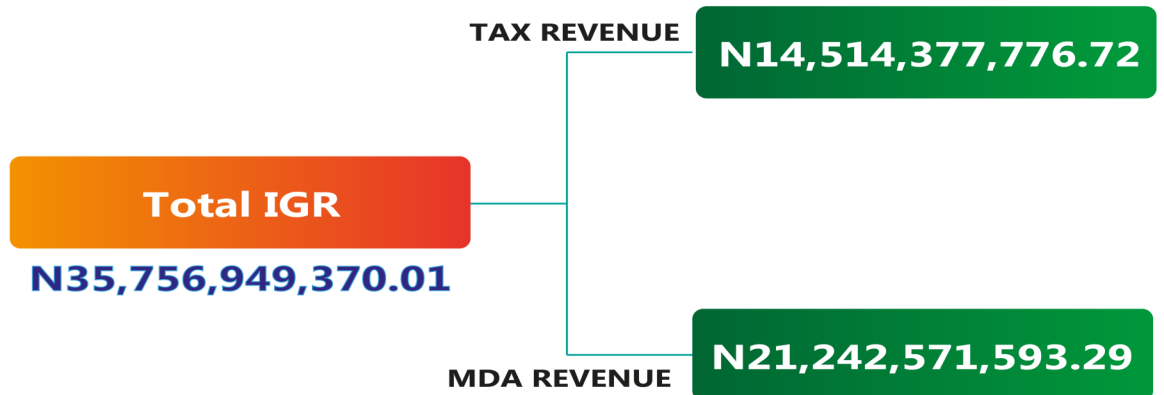 TAX REVENUE
N14,514,377,776.72
Total IGR
N35,756,949,370.01
N21,242,571,593.29
MDA REVENUE